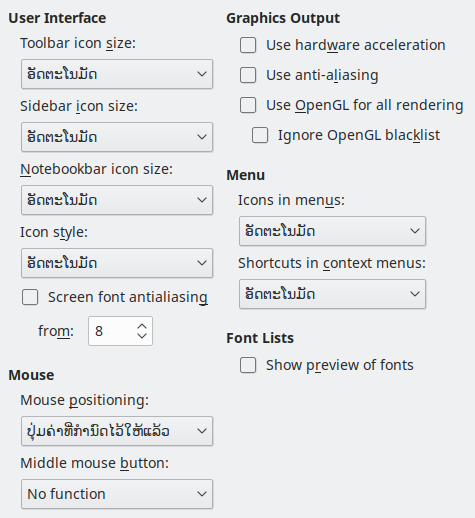 User Interface
Toolbar icon size:
ອັດຕະໂນມັດ
Sidebar icon size:
ອັດຕະໂນມັດ
Notebookbar icon size:
ອັດຕະໂນມັດ
Icon style:
ອັດຕະໂນມັດ
Screen font antialiasing
from: 8
Mouse
Mouse positioning:
ປຸ່ມຄ່າທີ່ກຳນົດໄວ້ໃຫ້ແລ້ວ
Middle mouse button:
No function
Graphics Output
Use hardware acceleration
Use anti-aliasing
Use OpenGL for all rendering
Ignore OpenGL blacklist
Menu
Icons in menus:
ອັດຕະໂນມັດ
Shortcuts in context menus:
ອັດຕະໂນມັດ
Font Lists
Show preview of fonts